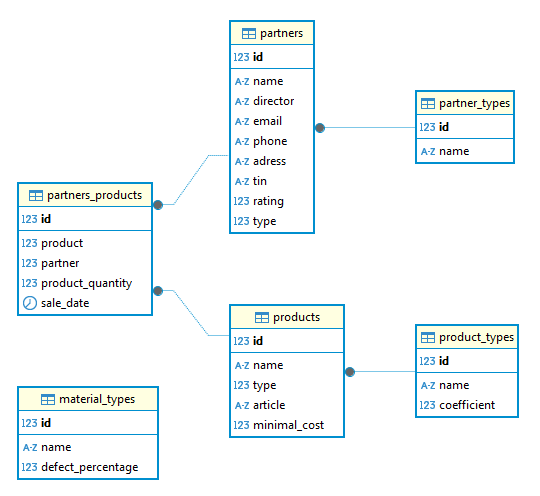 partners
123 id
A-Z name
A-Z director
A-Z email
A-Z phone
A-Z adress
A-Z tin
123 rating
123 type
partner_types
123 id
A-Z name
partners_products
123 id
123 product
123 partner
123 product_quantity
sale_date
products
123 id
A-Z name
123 type
A-Z article
123 minimal_cost
product_types
123 id
A-Z name
123 coefficient
material_types
123 id
A-Z name
123 defect_percentage